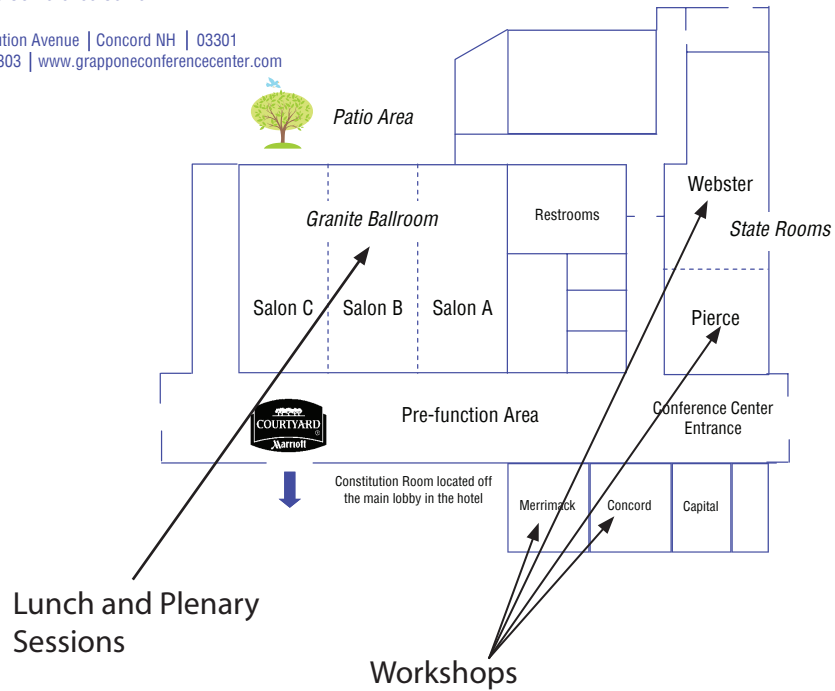 ution Avenue | Concord NH | 03301
303 | www.grapponeconferencecenter.com
Patio Area
Webster
Restrooms
Granite Ballroom
State Rooms
Salon C
Salon B
Salon A
Pierce
Pre-function Area
Conference Center
Entrance
COURTYARD
®
Marriott
Constitution Room located off
the main lobby in the hotel
Merrimack
Concord
Capital
Lunch and Plenary
Sessions
Workshops